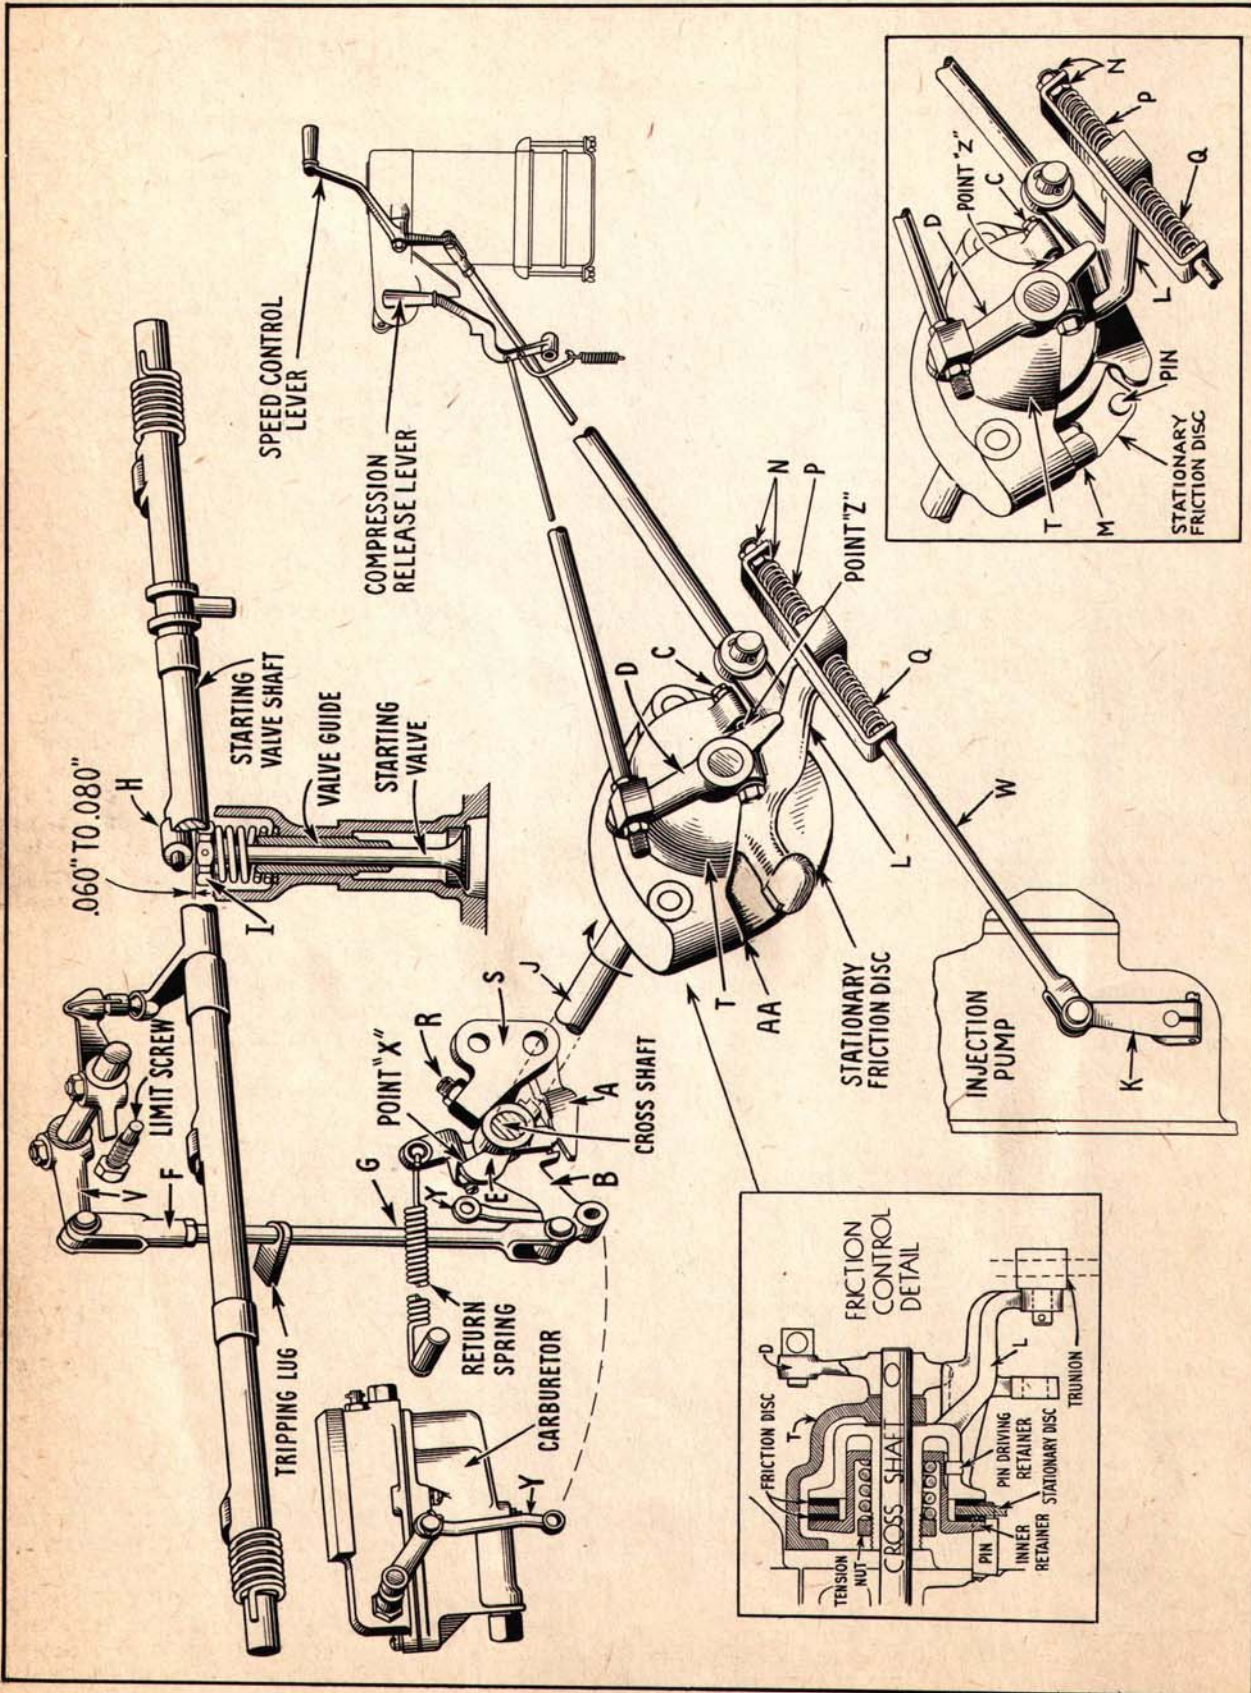 .060" TO .080"
H
STARTING
VALVE SHAFT
VALVE GUIDE
STARTING
VALVE
I
SPEED CONTROL
LEVER
COMPRESSION
RELEASE LEVER
LIMIT SCREW
V
F
TRIPPING LUG
G
RETURN
SPRING
CARBURETOR
Y
Y
POINT "X"
R
S
E
B
A
CROSS SHAFT
J
T
AA
STATIONARY
FRICTION DISC
D
C
N
P
POINT "Z"
Q
L
W
INJECTION
PUMP
K
FRICTION
CONTROL
DETAIL
FRICTION DISC
D
T
TENSION
NUT
CROSS SHAFT
PIN
INNER
RETAINER
PIN DRIVING
RETAINER
STATIONARY DISC
L
TRUNION
D
POINT "Z"
C
N
P
Q
L
PIN
T
M
STATIONARY
FRICTION DISC